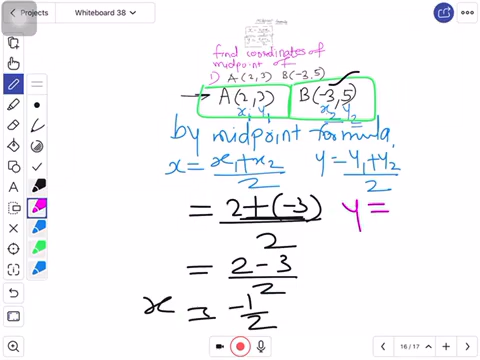 Projects
Whiteboard 38
find coordinates of
midpoint of
1) A(2,3) B(-3,5)
→ A(2,3) B(-3,5)
x₁ y₁ x₂ y₂
by midpoint formula
x = x₁+x₂/2 y = y₁+y₂/2
= 2+(-3)/2 y =
= 2-3/2
x = -1/2
16 / 17